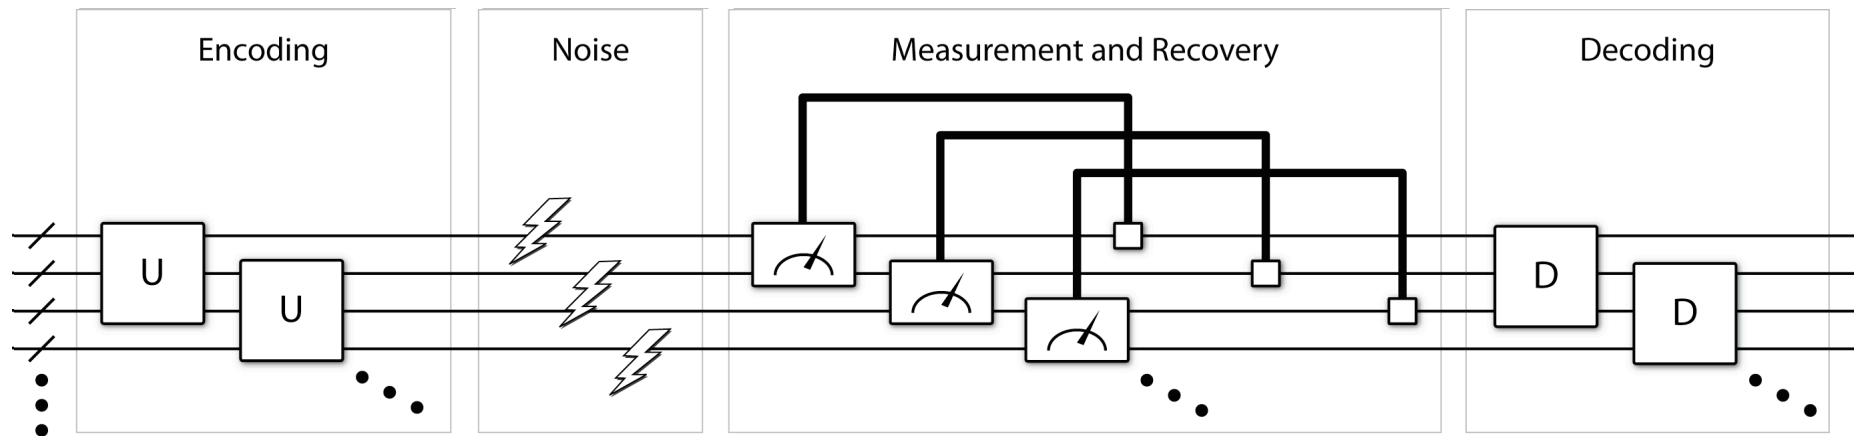 Encoding
Noise
Measurement and Recovery
Decoding
U
U
D
D